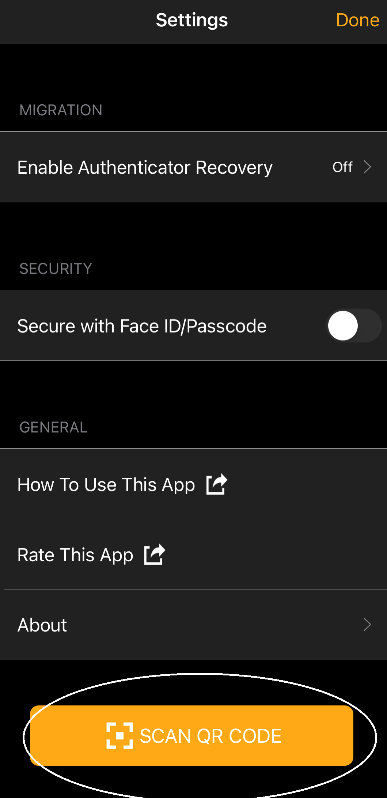 Settings
Done
MIGRATION
Enable Authenticator Recovery
Off
SECURITY
Secure with Face ID/Passcode
GENERAL
How To Use This App
Rate This App
About
SCAN QR CODE